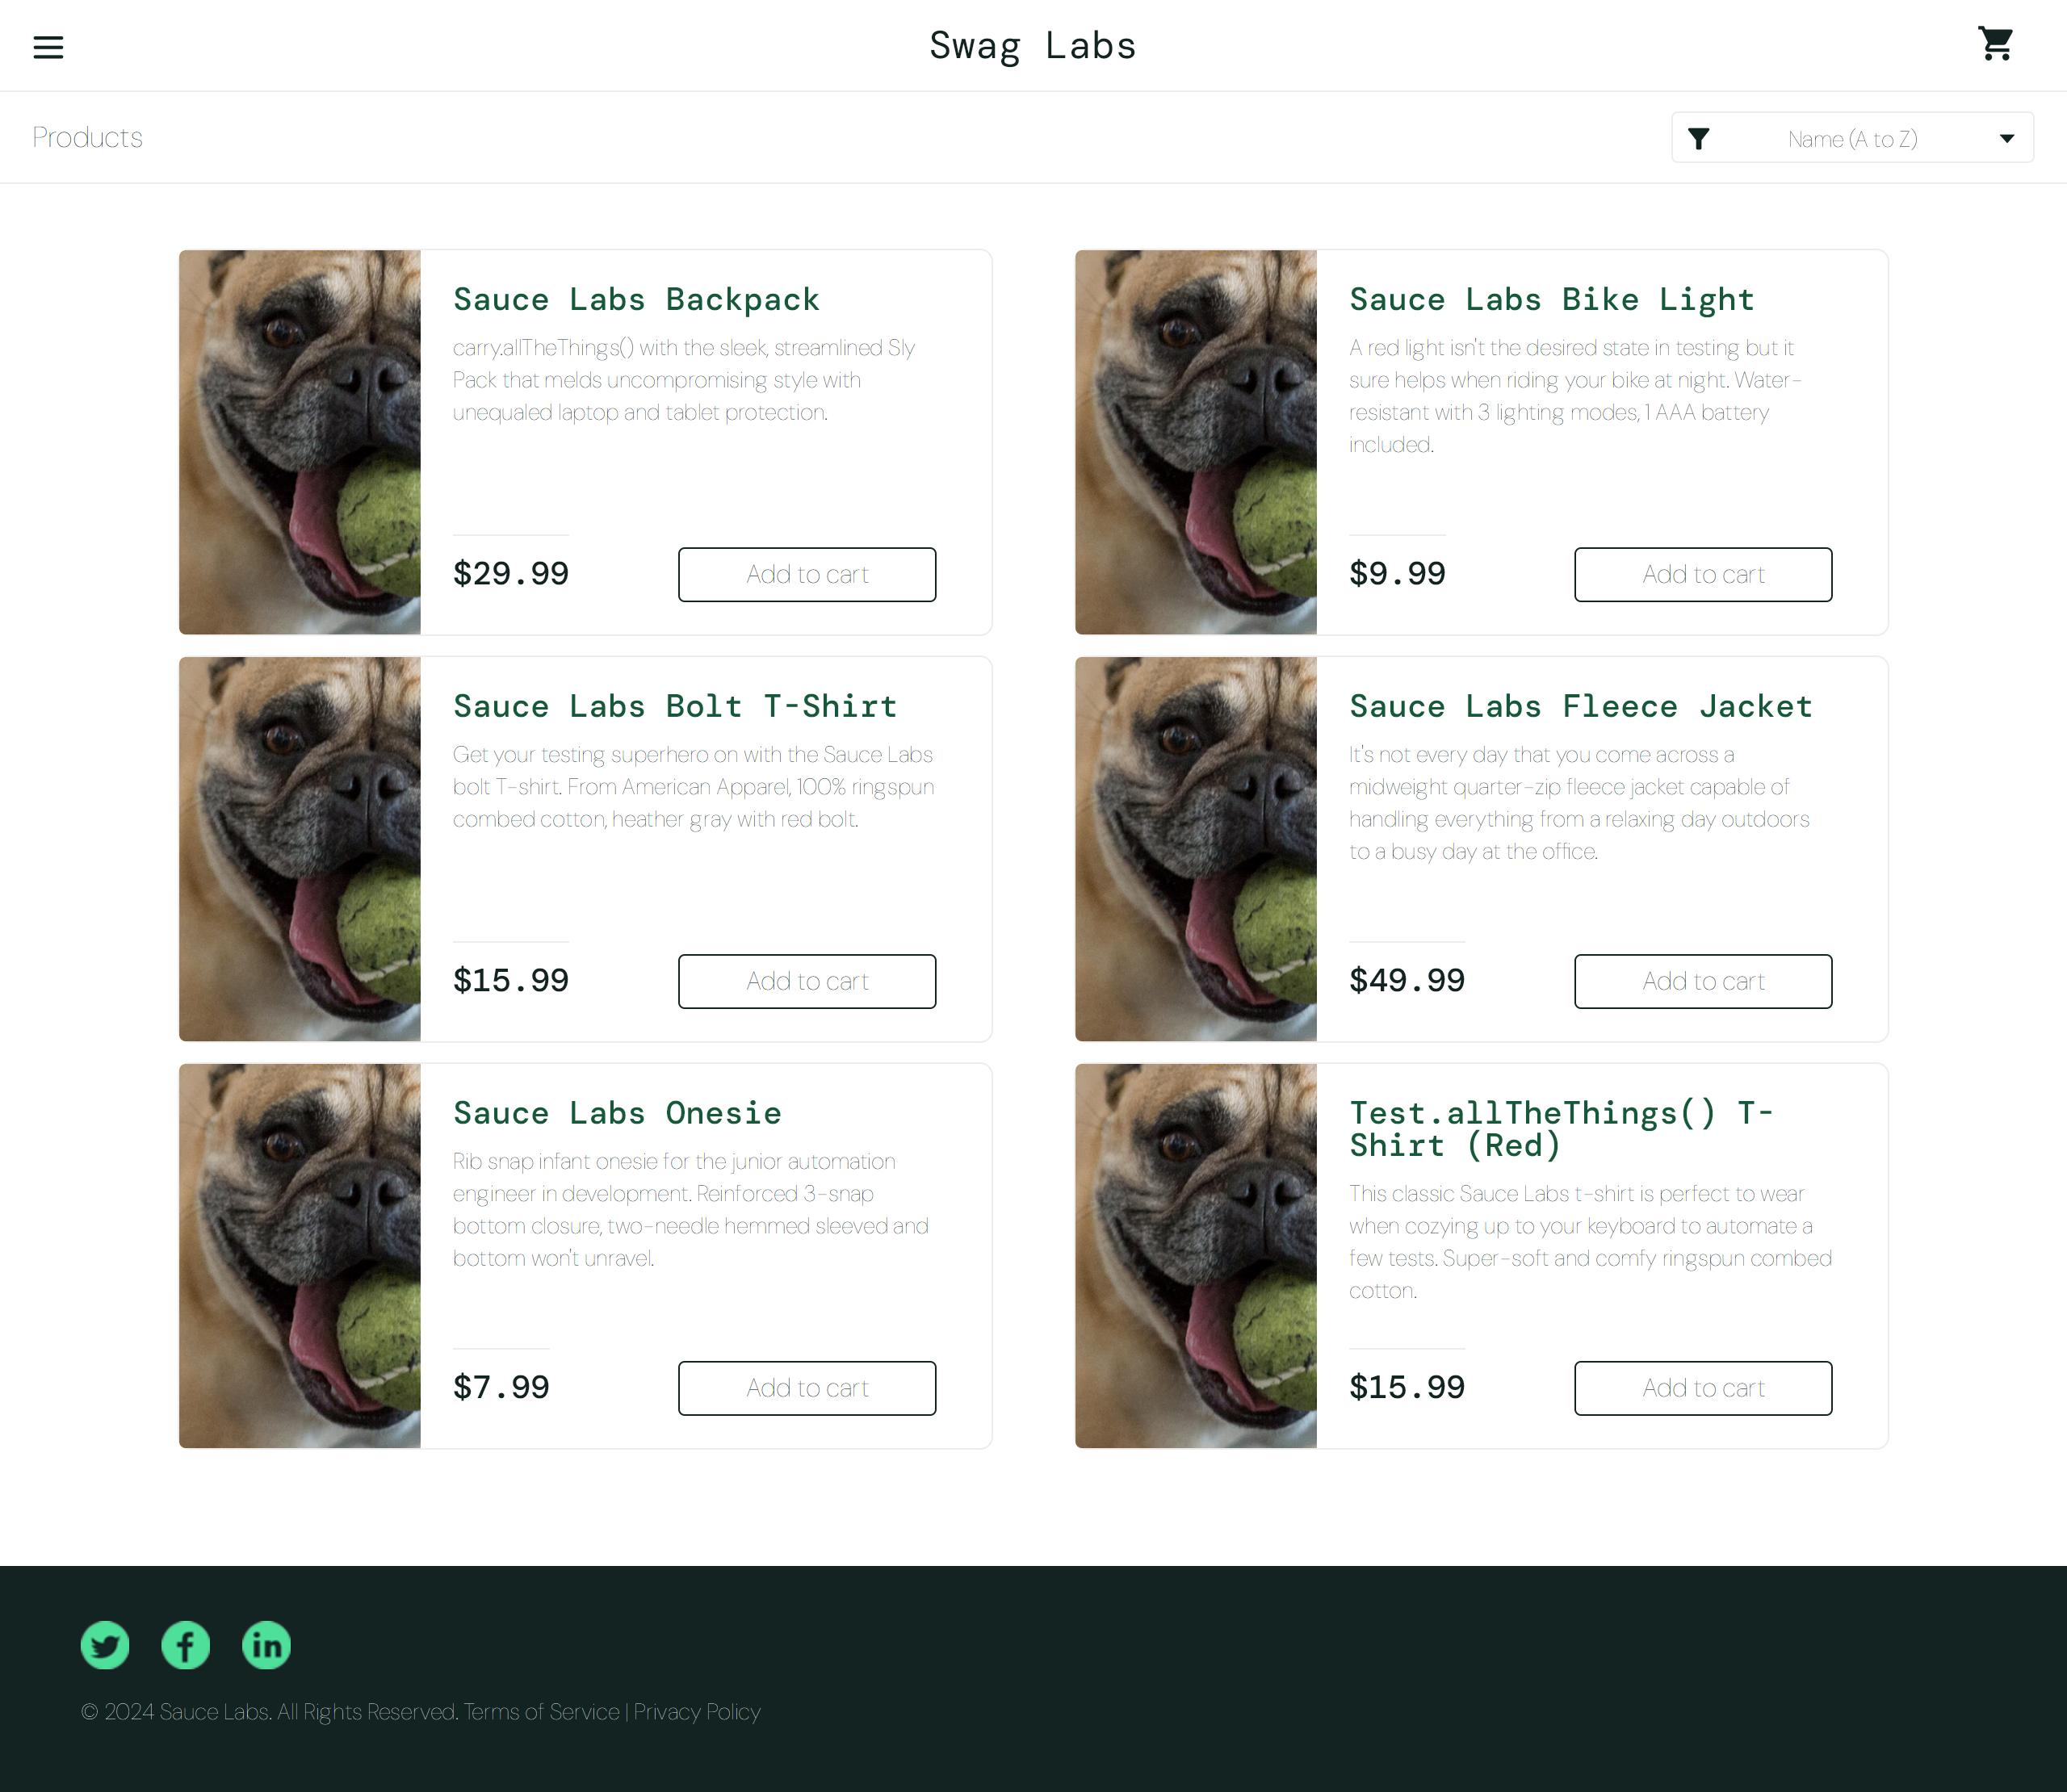 Swag Labs
Products
Name (A to Z)
Sauce Labs Backpack
carry.allTheThings() with the sleek, streamlined Sly
Pack that melds uncompromising style with
unequaled laptop and tablet protection.
$29.99
Add to cart
Sauce Labs Bike Light
A red light isn't the desired state in testing but it
sure helps when riding your bike at night. Water-
resistant with 3 lighting modes, 1 AAA battery
included.
$9.99
Add to cart
Sauce Labs Bolt T-Shirt
Get your testing superhero on with the Sauce Labs
bolt T-shirt. From American Apparel, 100% ringspun
combed cotton, heather gray with red bolt.
$15.99
Add to cart
Sauce Labs Fleece Jacket
It's not every day that you come across a
midweight quarter-zip fleece jacket capable of
handling everything from a relaxing day outdoors
to a busy day at the office.
$49.99
Add to cart
Sauce Labs Onesie
Rib snap infant onesie for the junior automation
engineer in development. Reinforced 3-snap
bottom closure, two-needle hemmed sleeved and
bottom won't unravel.
$7.99
Add to cart
Test.allTheThings() T-
Shirt (Red)
This classic Sauce Labs t-shirt is perfect to wear
when cozying up to your keyboard to automate a
few tests. Super-soft and comfy ringspun combed
cotton.
$15.99
Add to cart
© 2024 Sauce Labs. All Rights Reserved. Terms of Service | Privacy Policy